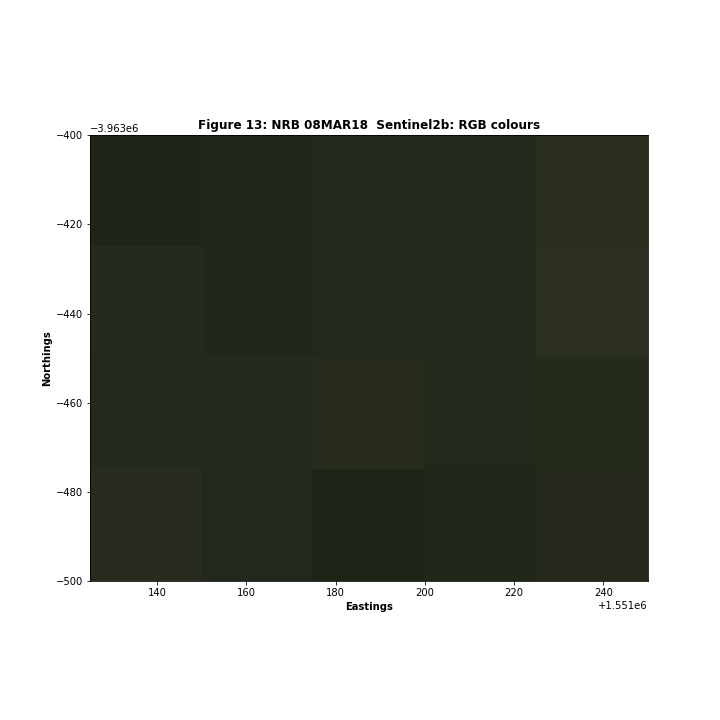 Figure 13: NRB 08MAR18  Sentinel2b: RGB colours
−3.963e6
−400
−420
−440
−460
−480
−500
Northings
140 160 180 200 220 240
Eastings
+1.551e6